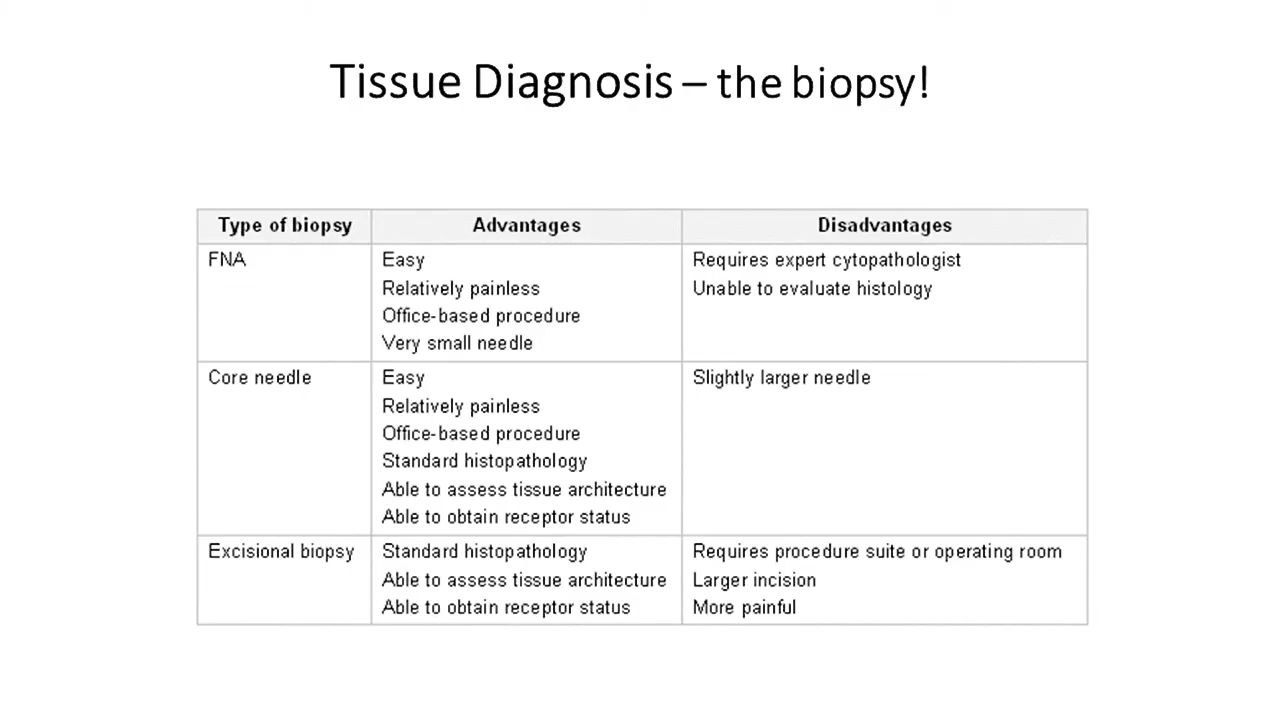 Tissue Diagnosis – the biopsy!
Type of biopsy Advantages Disadvantages
FNA Easy Requires expert cytopathologist
Relatively painless Unable to evaluate histology
Office-based procedure
Very small needle
Core needle Easy Slightly larger needle
Relatively painless
Office-based procedure
Standard histopathology
Able to assess tissue architecture
Able to obtain receptor status
Excisional biopsy Standard histopathology Requires procedure suite or operating room
Able to assess tissue architecture Larger incision
Able to obtain receptor status More painful